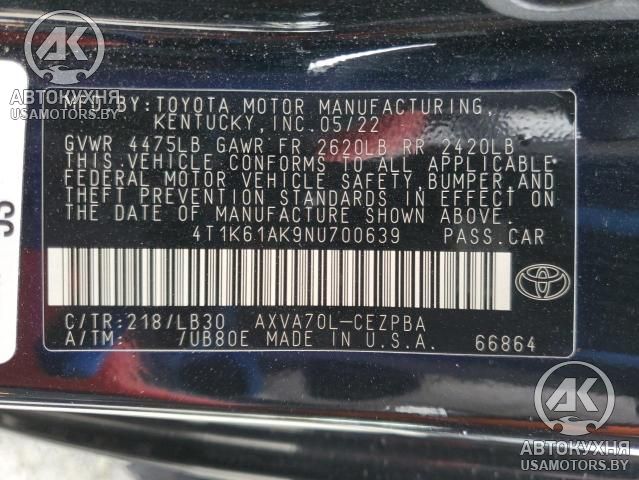 AK
АВТОКУХНЯ
USAMOTORS.BY
MFD.BY:TOYOTA MOTOR MANUFACTURING,
KENTUCKY, INC.05/22
GVWR 4475LB GAWR FR 2620LB RR 2420LB
THIS VEHICLE CONFORMS TO ALL APPLICABLE
FEDERAL MOTOR VEHICLE SAFETY, BUMPER,AND
THEFT PREVENTION STANDARDS IN EFFECT ON
THE DATE OF MANUFACTURE SHOWN ABOVE.
4T1K61AK9NU700639 PASS.CAR
C/TR:218/LB30 AXVA70L-CEZPBA
A/TM: /UB80E MADE IN U.S.A. 66864
AK
АВТОКУХНЯ
USAMOTORS.BY